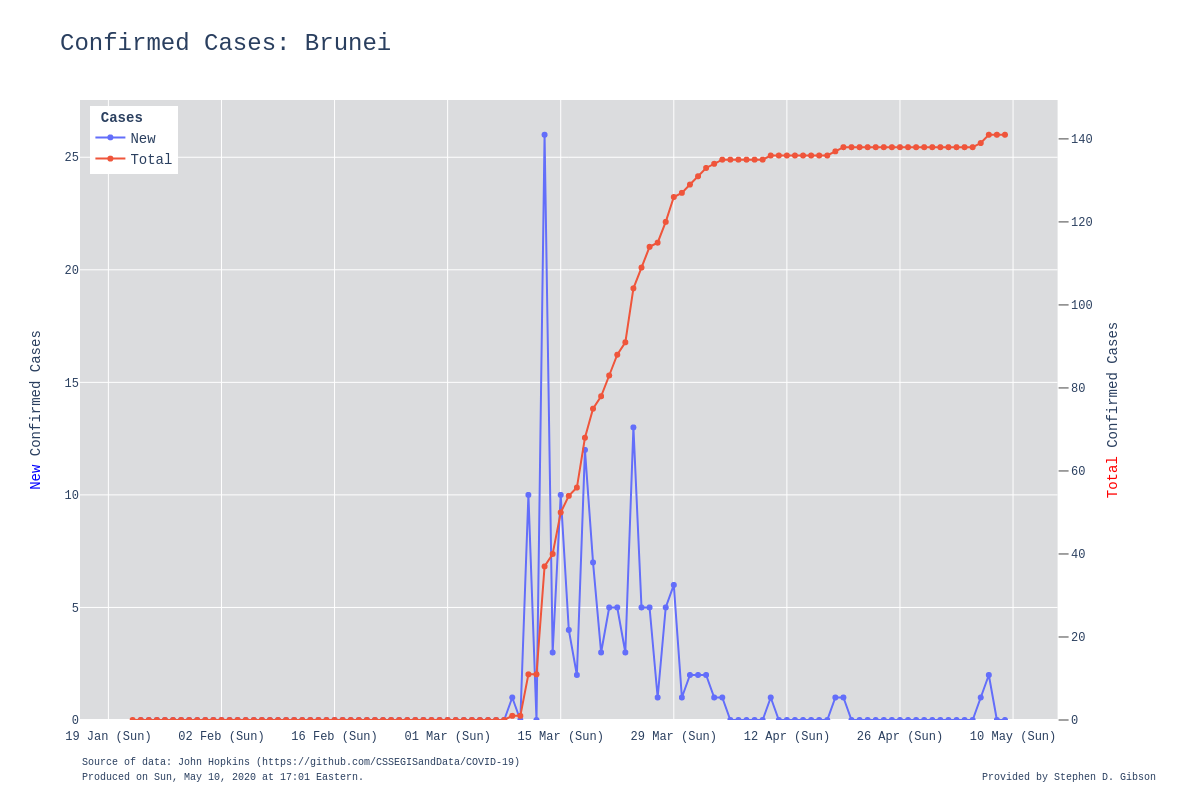 Confirmed Cases: Brunei
Cases
New
Total
25
20
15
10
5
0
140
120
100
80
60
40
20
0
New Confirmed Cases
Total Confirmed Cases
19 Jan (Sun) 02 Feb (Sun) 16 Feb (Sun) 01 Mar (Sun) 15 Mar (Sun) 29 Mar (Sun) 12 Apr (Sun) 26 Apr (Sun) 10 May (Sun)
Source of data: John Hopkins (https://github.com/CSSEGISandData/COVID-19)
Produced on Sun, May 10, 2020 at 17:01 Eastern.
Provided by Stephen D. Gibson